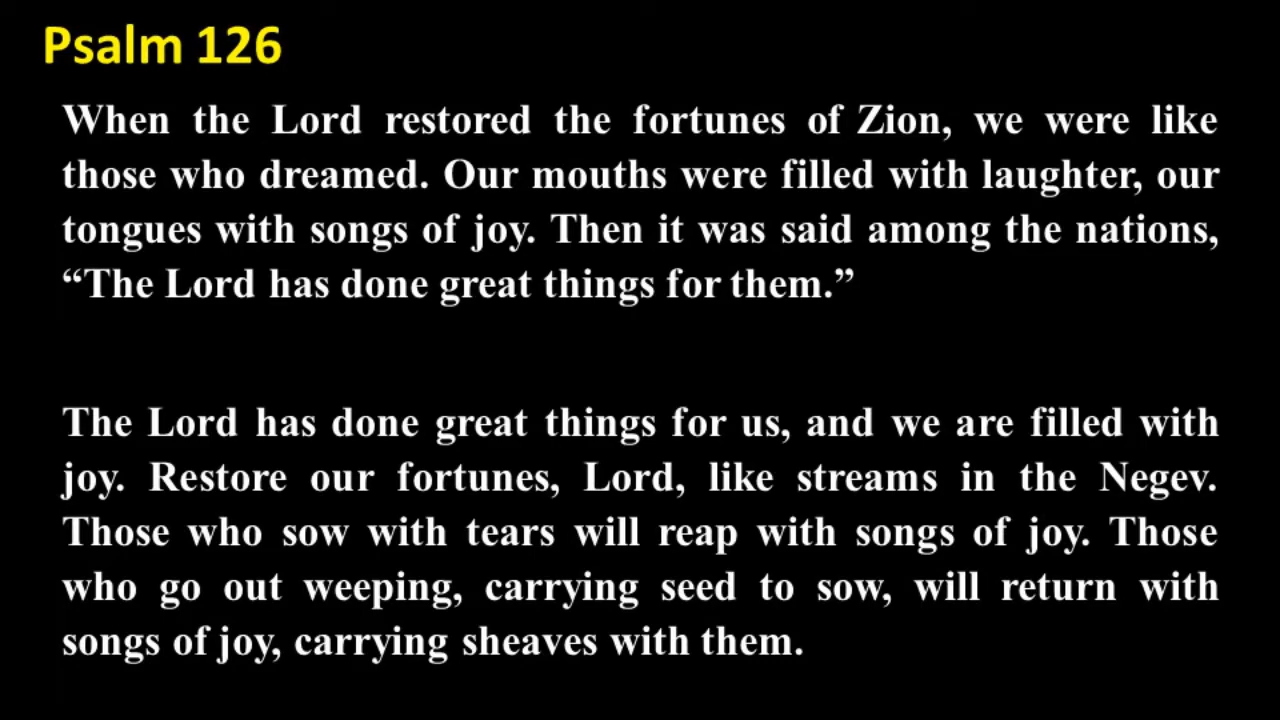 Psalm 126
When the Lord restored the fortunes of Zion, we were like
those who dreamed. Our mouths were filled with laughter, our
tongues with songs of joy. Then it was said among the nations,
“The Lord has done great things for them.”
The Lord has done great things for us, and we are filled with
joy. Restore our fortunes, Lord, like streams in the Negev.
Those who sow with tears will reap with songs of joy. Those
who go out weeping, carrying seed to sow, will return with
songs of joy, carrying sheaves with them.